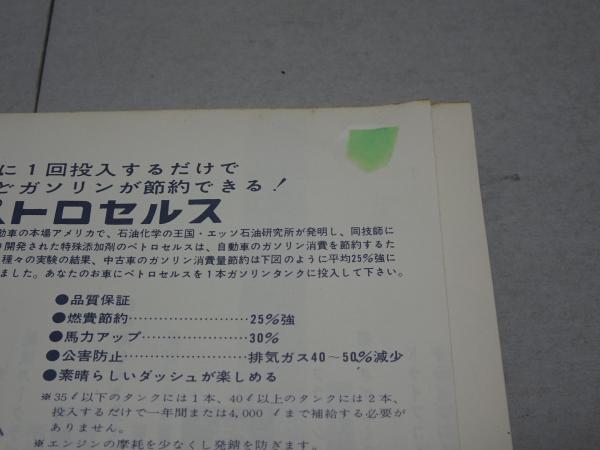 に1回投入するだけで
どガソリンが節約できる!
ペトロセルス
動車の本場アメリカで、石油化学の王国・エッソ石油研究所が発明し、同技師に
開発された特殊添加剤のペトロセルスは、自動車のガソリン消費を節約するた
種々の実験の結果、中古車のガソリン消費量節約は下図のように平均25%強に
ました。あなたのお車にペトロセルスを1本ガソリンタンクに投入して下さい。
●品質保証
●燃費節約……………………25%強
●馬力アップ…………………30%
●公害防止……………………排気ガス40~50%減少
●素晴らしいダッシュが楽しめる
※35ℓ以下のタンクには1本、40ℓ以上のタンクには2本、
投入するだけで一年間または4,000ℓまで補給する必要が
ありません。
※エンジンの摩耗を少なくし発錆を防ぎます。